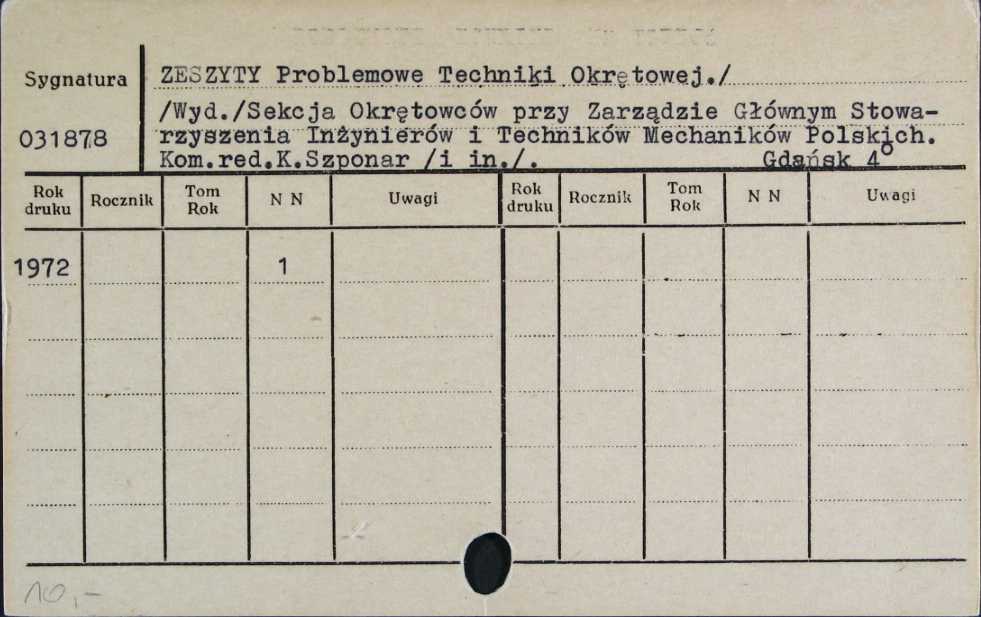 Sygnatura
ZESZYTY Problemowe Techniki Okrętowej./
/Wyd./Sekcja Okrętowców przy Zarządzie Głównym Stowa-
031878
rzyszenia Inżynierów i Techników Mechaników Polskich.
Kom.red.K.Szponar /i in./. Gdańsk 4°
Rok druku Rocznik Tom Rok N N Uwagi Rok druku Rocznik Tom Rok N N Uwagi
1972 1
10,-